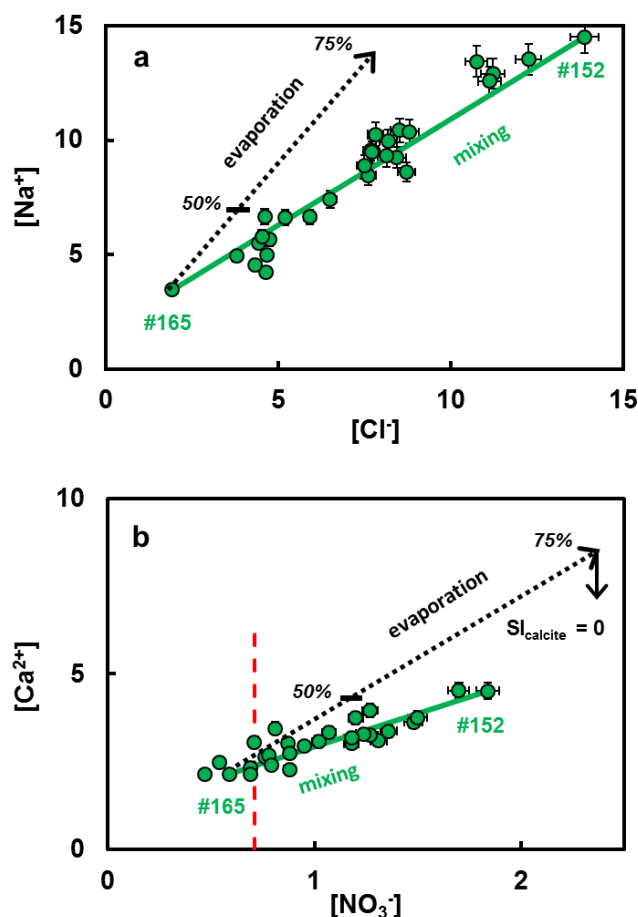 15
a
75%
#152
evaporation
10
mixing
[Na⁺]
50%
5
#165
0
0
5
10
15
[Cl⁻]
10
b
75%
evaporation
SIcalcite = 0
50%
[Ca²⁺]
5
#152
mixing
#165
0
0
1
2
[NO₃⁻]